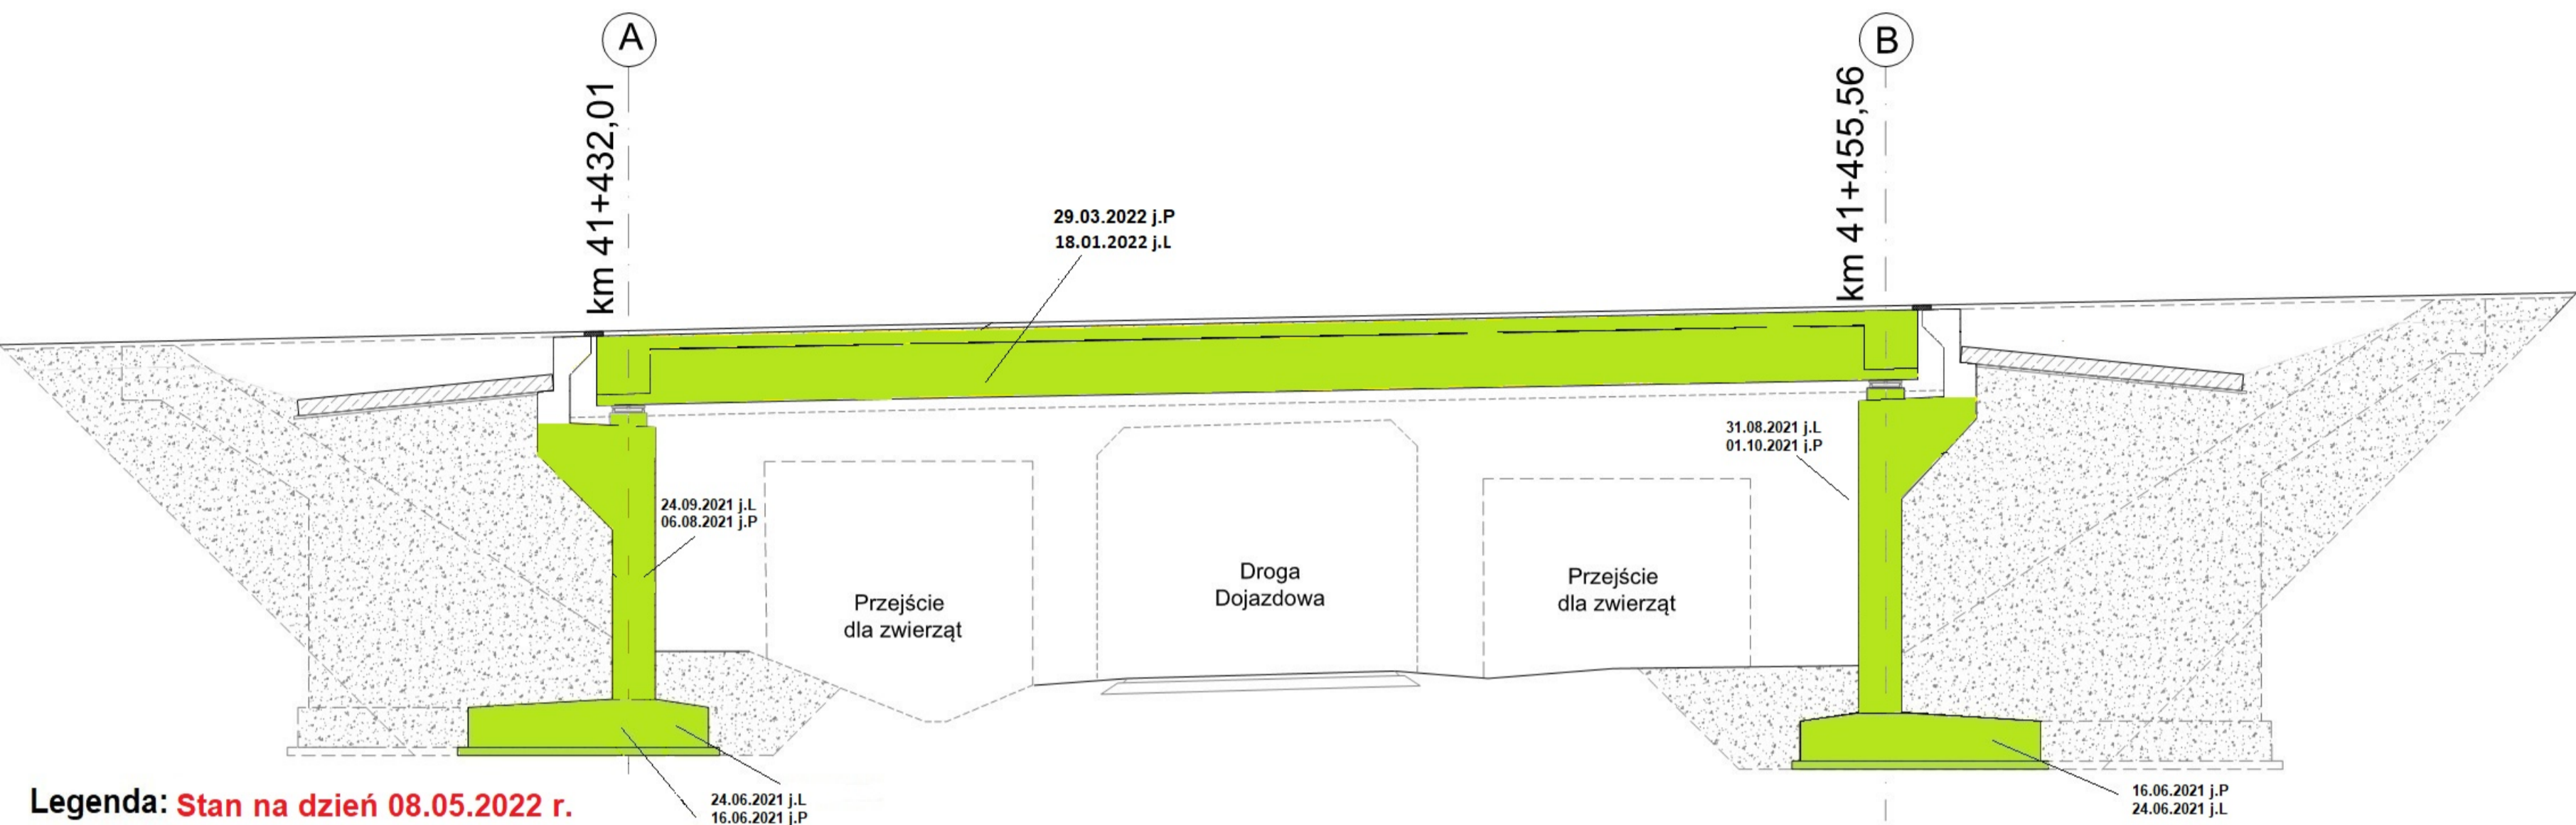 A
B
km 41+432,01
km 41+455,56
29.03.2022 j.P
18.01.2022 j.L
31.08.2021 j.L
01.10.2021 j.P
24.09.2021 j.L
06.08.2021 j.P
Przejście
dla zwierząt
Droga
Dojazdowa
Przejście
dla zwierząt
24.06.2021 j.L
16.06.2021 j.P
16.06.2021 j.P
24.06.2021 j.L
Legenda: Stan na dzień 08.05.2022 r.